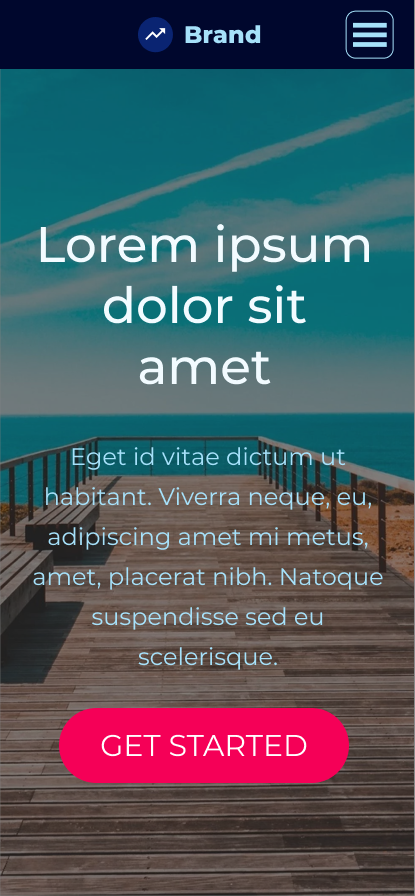 Brand
Lorem ipsum
dolor sit
amet
Eget id vitae dictum ut
habitant. Viverra neque, eu,
adipiscing amet mi metus,
amet, placerat nibh. Natoque
suspendisse sed eu
scelerisque.
GET STARTED